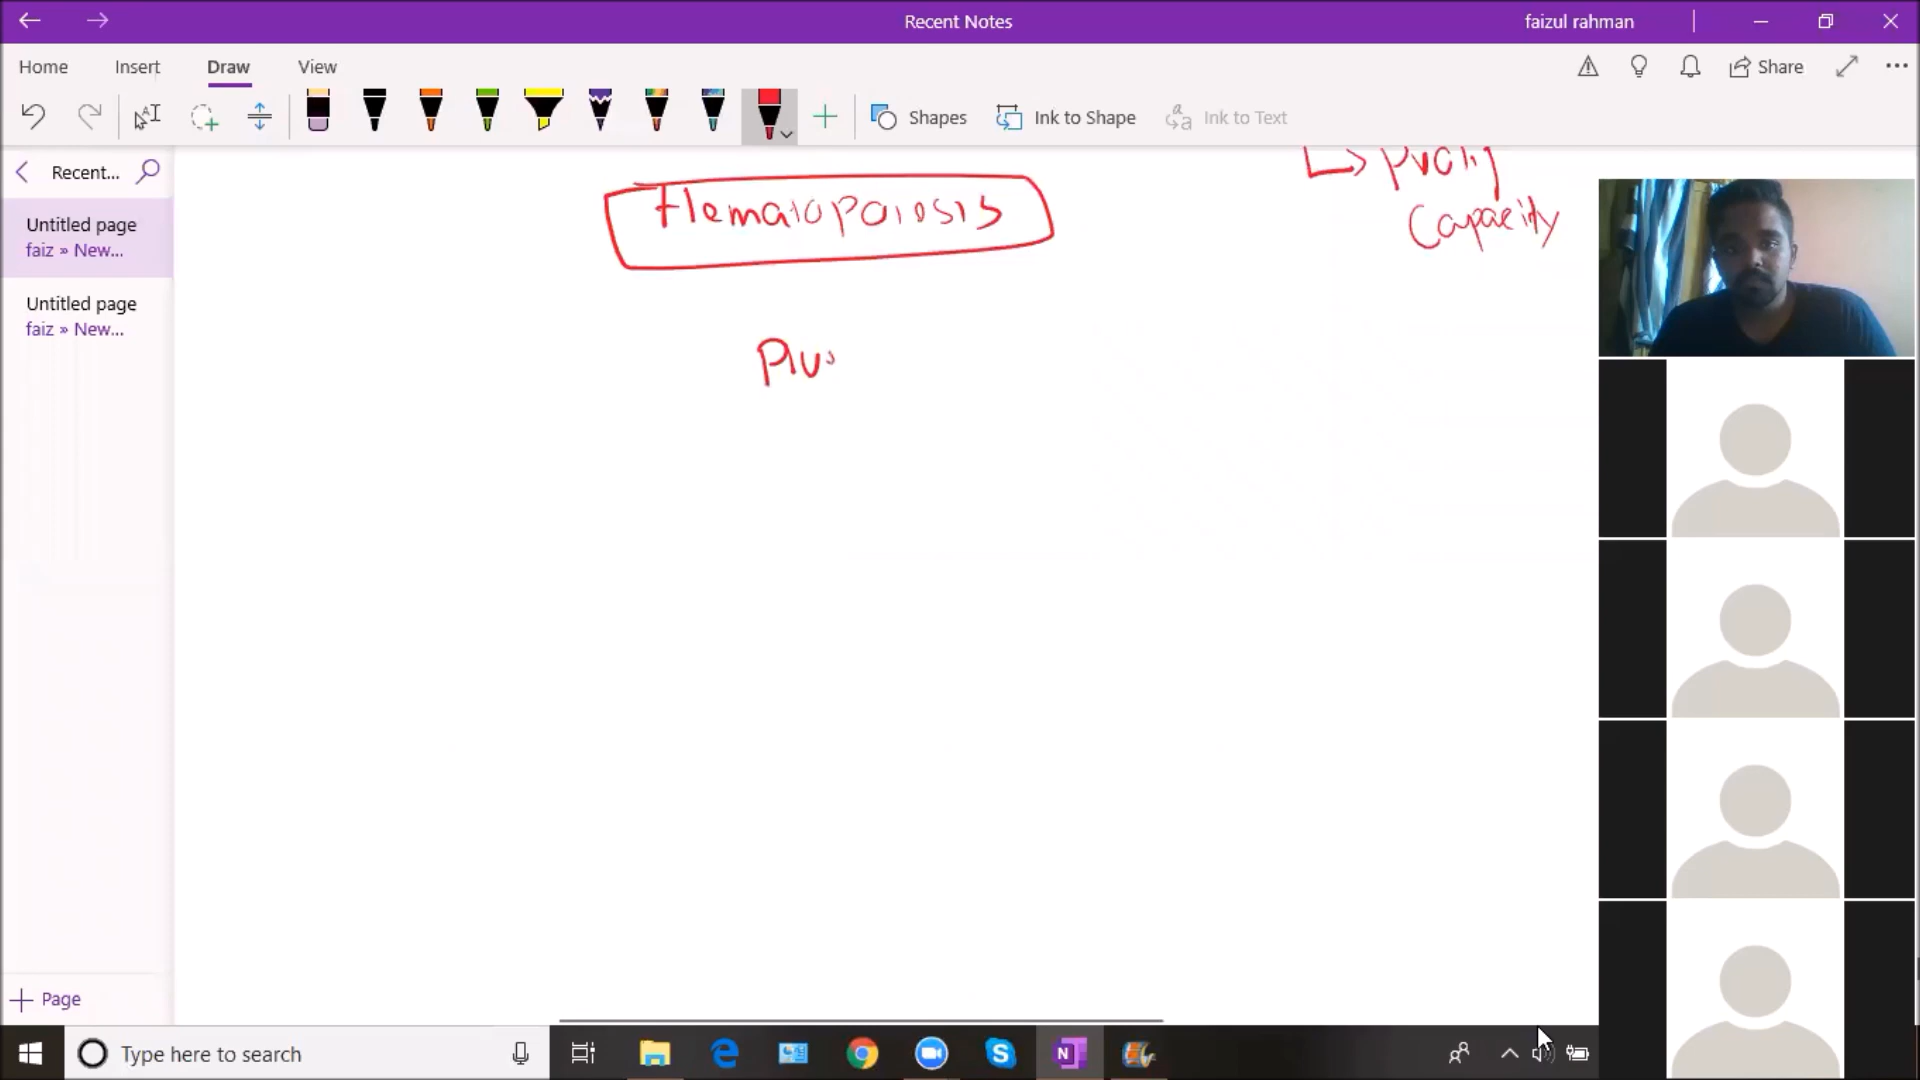 Recent Notes
faizul rahman
Home Insert Draw View
Share
Shapes
Ink to Shape
Ink to Text
Recent...
Untitled page
faiz » New...
Untitled page
faiz » New...
Capacity
Page
Type here to search